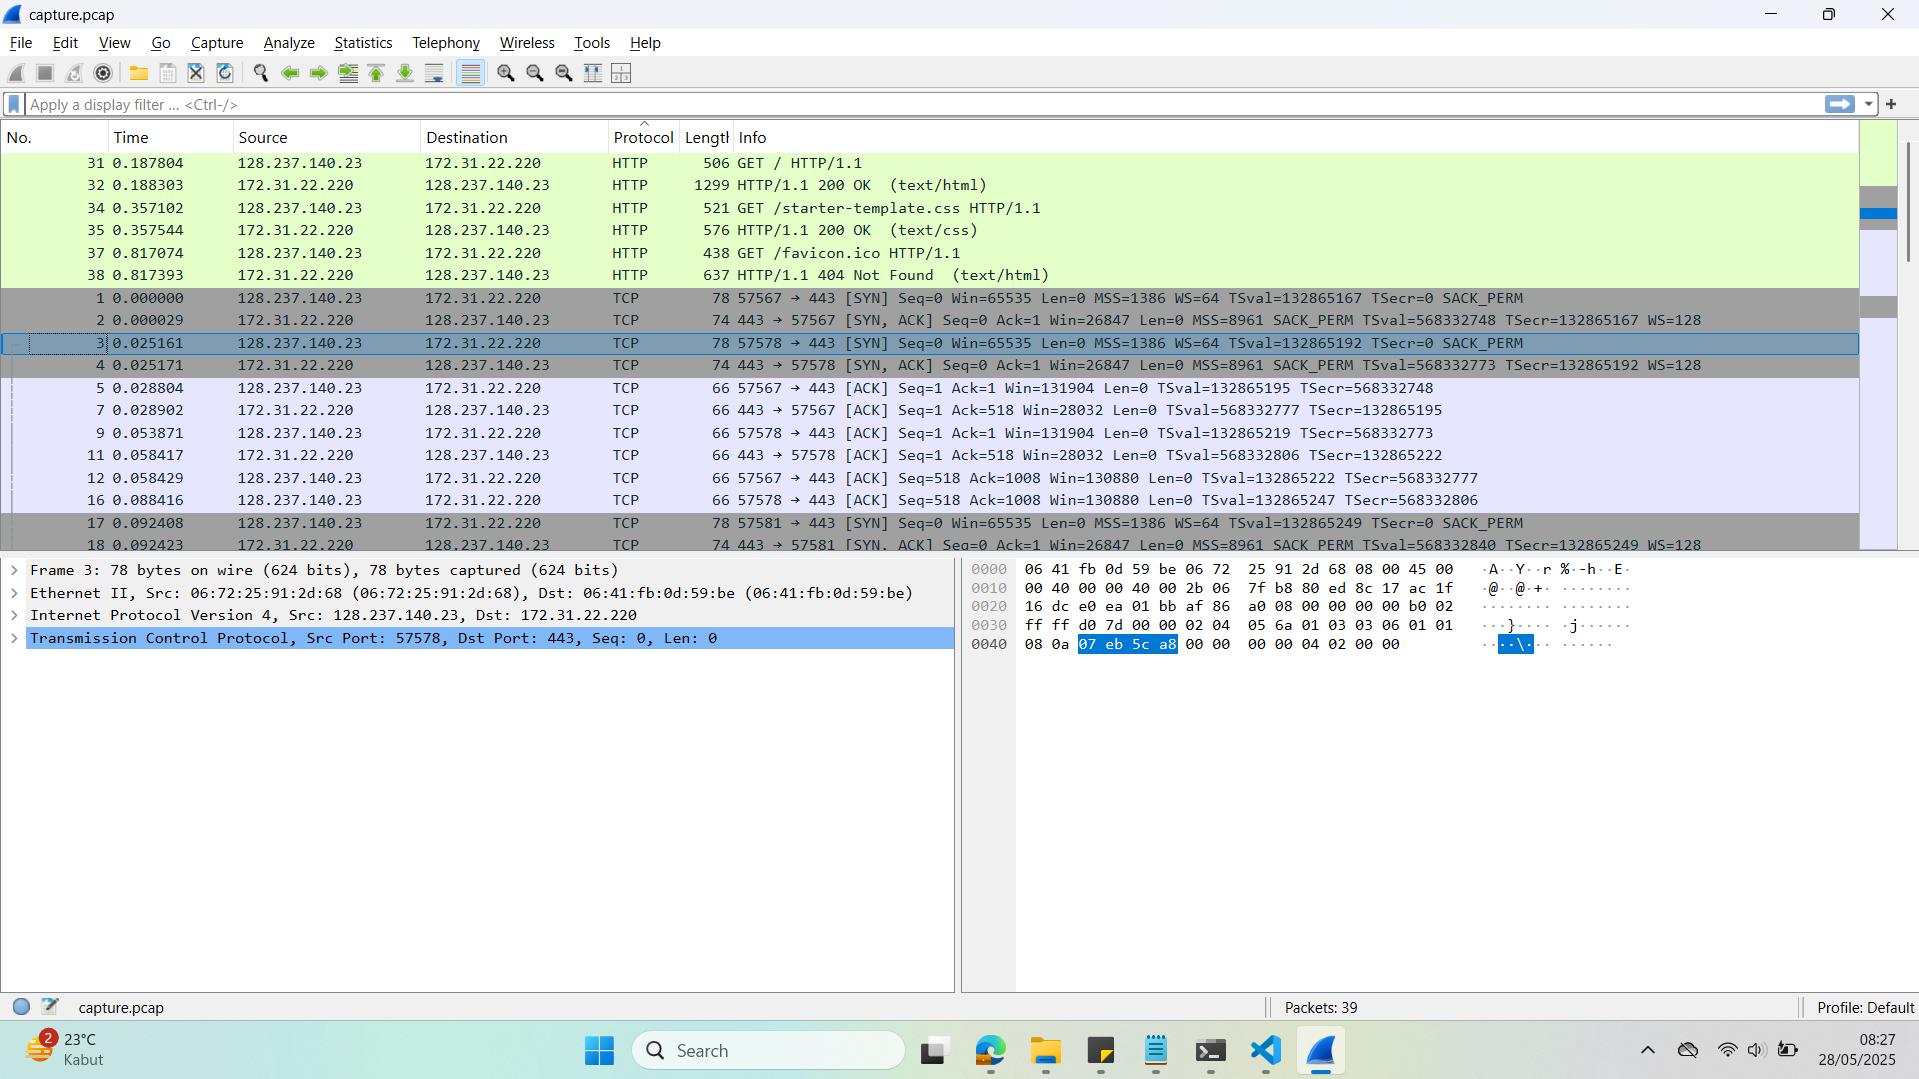 capture.pcap
File Edit View Go Capture Analyze Statistics Telephony Wireless Tools Help
Apply a display filter … <Ctrl-/>
No. Time Source Destination Protocol Length Info
31 0.187804 128.237.140.23 172.31.22.220 HTTP 506 GET / HTTP/1.1
32 0.188303 172.31.22.220 128.237.140.23 HTTP 1299 HTTP/1.1 200 OK (text/html)
34 0.357102 128.237.140.23 172.31.22.220 HTTP 521 GET /starter-template.css HTTP/1.1
35 0.357544 172.31.22.220 128.237.140.23 HTTP 576 HTTP/1.1 200 OK (text/css)
37 0.817074 128.237.140.23 172.31.22.220 HTTP 438 GET /favicon.ico HTTP/1.1
38 0.817393 172.31.22.220 128.237.140.23 HTTP 637 HTTP/1.1 404 Not Found (text/html)
1 0.000000 128.237.140.23 172.31.22.220 TCP 78 57567 → 443 [SYN] Seq=0 Win=65535 Len=0 MSS=1386 WS=64 TSval=132865167 TSecr=0 SACK_PERM
2 0.000029 172.31.22.220 128.237.140.23 TCP 74 443 → 57567 [SYN, ACK] Seq=0 Ack=1 Win=26847 Len=0 MSS=8961 SACK_PERM TSval=568332748 TSecr=132865167 WS=128
3 0.025161 128.237.140.23 172.31.22.220 TCP 78 57578 → 443 [SYN] Seq=0 Win=65535 Len=0 MSS=1386 WS=64 TSval=132865192 TSecr=0 SACK_PERM
4 0.025171 172.31.22.220 128.237.140.23 TCP 74 443 → 57578 [SYN, ACK] Seq=0 Ack=1 Win=26847 Len=0 MSS=8961 SACK_PERM TSval=568332773 TSecr=132865192 WS=128
5 0.028804 128.237.140.23 172.31.22.220 TCP 66 57567 → 443 [ACK] Seq=1 Ack=1 Win=131904 Len=0 TSval=132865195 TSecr=568332748
7 0.028902 172.31.22.220 128.237.140.23 TCP 66 443 → 57567 [ACK] Seq=1 Ack=518 Win=28032 Len=0 TSval=568332777 TSecr=132865195
9 0.053871 128.237.140.23 172.31.22.220 TCP 66 57578 → 443 [ACK] Seq=1 Ack=1 Win=131904 Len=0 TSval=132865219 TSecr=568332773
11 0.058417 172.31.22.220 128.237.140.23 TCP 66 443 → 57578 [ACK] Seq=1 Ack=518 Win=28032 Len=0 TSval=568332806 TSecr=132865222
12 0.058429 128.237.140.23 172.31.22.220 TCP 66 57567 → 443 [ACK] Seq=518 Ack=1008 Win=130880 Len=0 TSval=132865222 TSecr=568332777
16 0.088416 128.237.140.23 172.31.22.220 TCP 66 57578 → 443 [ACK] Seq=518 Ack=1008 Win=130880 Len=0 TSval=132865247 TSecr=568332806
17 0.092408 128.237.140.23 172.31.22.220 TCP 78 57581 → 443 [SYN] Seq=0 Win=65535 Len=0 MSS=1386 WS=64 TSval=132865249 TSecr=0 SACK_PERM
18 0.092423 172.31.22.220 128.237.140.23 TCP 74 443 → 57581 [SYN, ACK] Seq=0 Ack=1 Win=26847 Len=0 MSS=8961 SACK_PERM TSval=568332840 TSecr=132865249 WS=128
Frame 3: 78 bytes on wire (624 bits), 78 bytes captured (624 bits)
Ethernet II, Src: 06:72:25:91:2d:68 (06:72:25:91:2d:68), Dst: 06:41:fb:0d:59:be (06:41:fb:0d:59:be)
Internet Protocol Version 4, Src: 128.237.140.23, Dst: 172.31.22.220
Transmission Control Protocol, Src Port: 57578, Dst Port: 443, Seq: 0, Len: 0
0000 06 41 fb 0d 59 be 06 72 25 91 2d 68 08 00 45 00 ·A··Y··r %·-h··E·
0010 00 40 00 00 40 00 2b 06 7f b8 80 ed 8c 17 ac 1f ·@··@·+· ········
0020 16 dc e0 ea 01 bb af 86 a0 08 00 00 00 00 b0 02 ········ ········
0030 ff ff d0 7d 00 00 02 04 05 6a 01 03 03 06 01 01 ···}···· ·j······
0040 08 0a 07 eb 5c a8 00 00 00 00 04 02 00 00 ····\··· ······
capture.pcap
Packets: 39
Profile: Default
2
23°C
Kabut
Search
08:27
28/05/2025